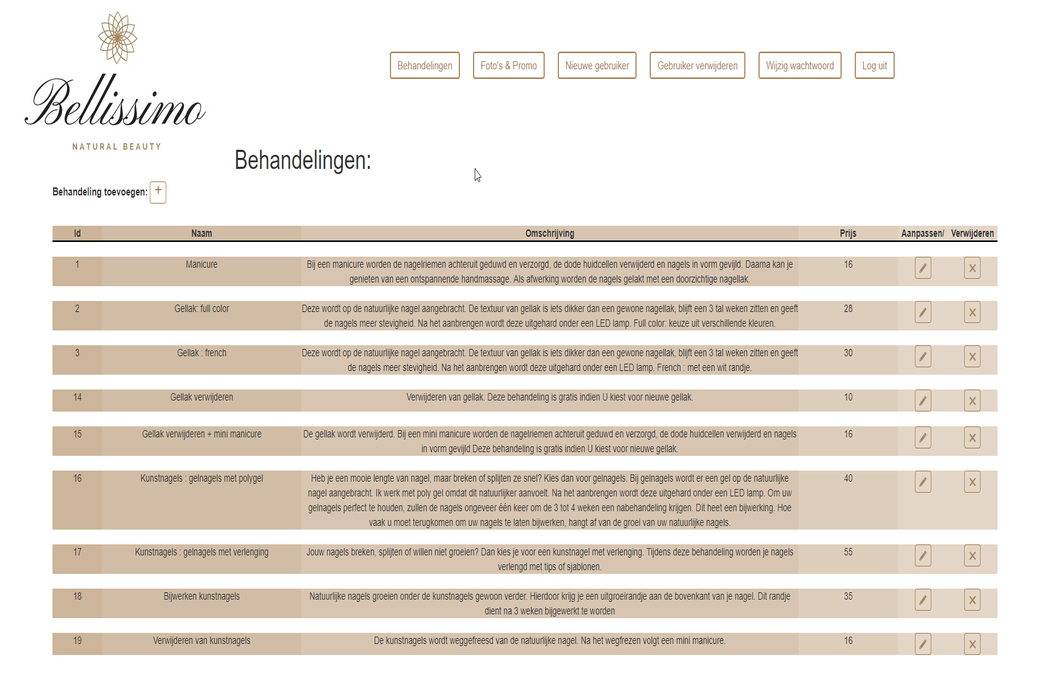 Bellissimo
NATURAL BEAUTY
Behandelingen Foto's & Promo Nieuwe gebruiker Gebruiker verwijderen Wijzig wachtwoord Log uit
Behandelingen:
Behandeling toevoegen: +
Id Naam Omschrijving Prijs Aanpassen/ Verwijderen
1 Manicure Bij een manicure worden de nagelriemen achteruit geduwd en verzorgd, de dode huidcellen verwijderd en nagels in vorm gevijld. Daarna kan je 16
genieten van een ontspannende handmassage. Als afwerking worden de nagels gelakt met een doorzichtige nagellak.
2 Gellak: full color Deze wordt op de natuurlijke nagel aangebracht. De textuur van gellak is iets dikker dan een gewone nagellak, blijft een 3 tal weken zitten en geeft 28
de nagels meer stevigheid. Na het aanbrengen wordt deze uitgehard onder een LED lamp. Full color: keuze uit verschillende kleuren.
3 Gellak : french Deze wordt op de natuurlijke nagel aangebracht. De textuur van gellak is iets dikker dan een gewone nagellak, blijft een 3 tal weken zitten en geeft 30
de nagels meer stevigheid. Na het aanbrengen wordt deze uitgehard onder een LED lamp. French : met een wit randje.
14 Gellak verwijderen Verwijderen van gellak. Deze behandeling is gratis indien U kiest voor nieuwe gellak. 10
15 Gellak verwijderen + mini manicure De gellak wordt verwijderd. Bij een mini manicure worden de nagelriemen achteruit geduwd en verzorgd, de dode huidcellen verwijderd en nagels 16
in vorm gevijld Deze behandeling is gratis indien U kiest voor nieuwe gellak.
16 Kunstnagels : gelnagels met polygel Heb je een mooie lengte van nagel, maar breken of splijten ze snel? Kies dan voor gelnagels. Bij gelnagels wordt er een gel op de natuurlijke 40
nagel aangebracht. Ik werk met poly gel omdat dit natuurlijker aanvoelt. Na het aanbrengen wordt deze uitgehard onder een LED lamp. Om uw
gelnagels perfect te houden, zullen de nagels ongeveer één keer om de 3 tot 4 weken een nabehandeling krijgen. Dit heet een bijwerking. Hoe
vaak u moet terugkomen om uw nagels te laten bijwerken, hangt af van de groei van uw natuurlijke nagels.
17 Kunstnagels : gelnagels met verlenging Jouw nagels breken, splijten of willen niet groeien? Dan kies je voor een kunstnagel met verlenging. Tijdens deze behandeling worden je nagels 55
verlengd met tips of sjablonen.
18 Bijwerken kunstnagels Natuurlijke nagels groeien onder de kunstnagels gewoon verder. Hierdoor krijg je een uitgroeirandje aan de bovenkant van je nagel. Dit randje 35
dient na 3 weken bijgewerkt te worden
19 Verwijderen van kunstnagels De kunstnagels wordt weggefreesd van de natuurlijke nagel. Na het wegfrezen volgt een mini manicure. 16